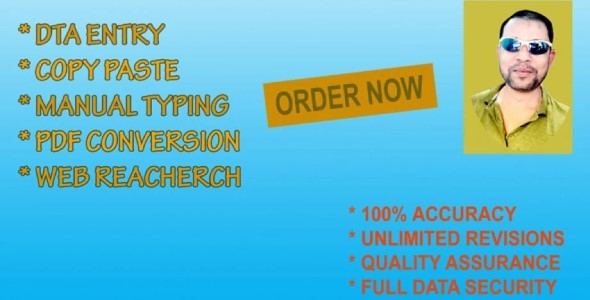 * DTA ENTRY
* COPY PASTE
* MANUAL TYPING
* PDF CONVERSION
* WEB REACHERCH
ORDER NOW
* 100% ACCURACY
* UNLIMITED REVISIONS
* QUALITY ASSURANCE
* FULL DATA SECURITY